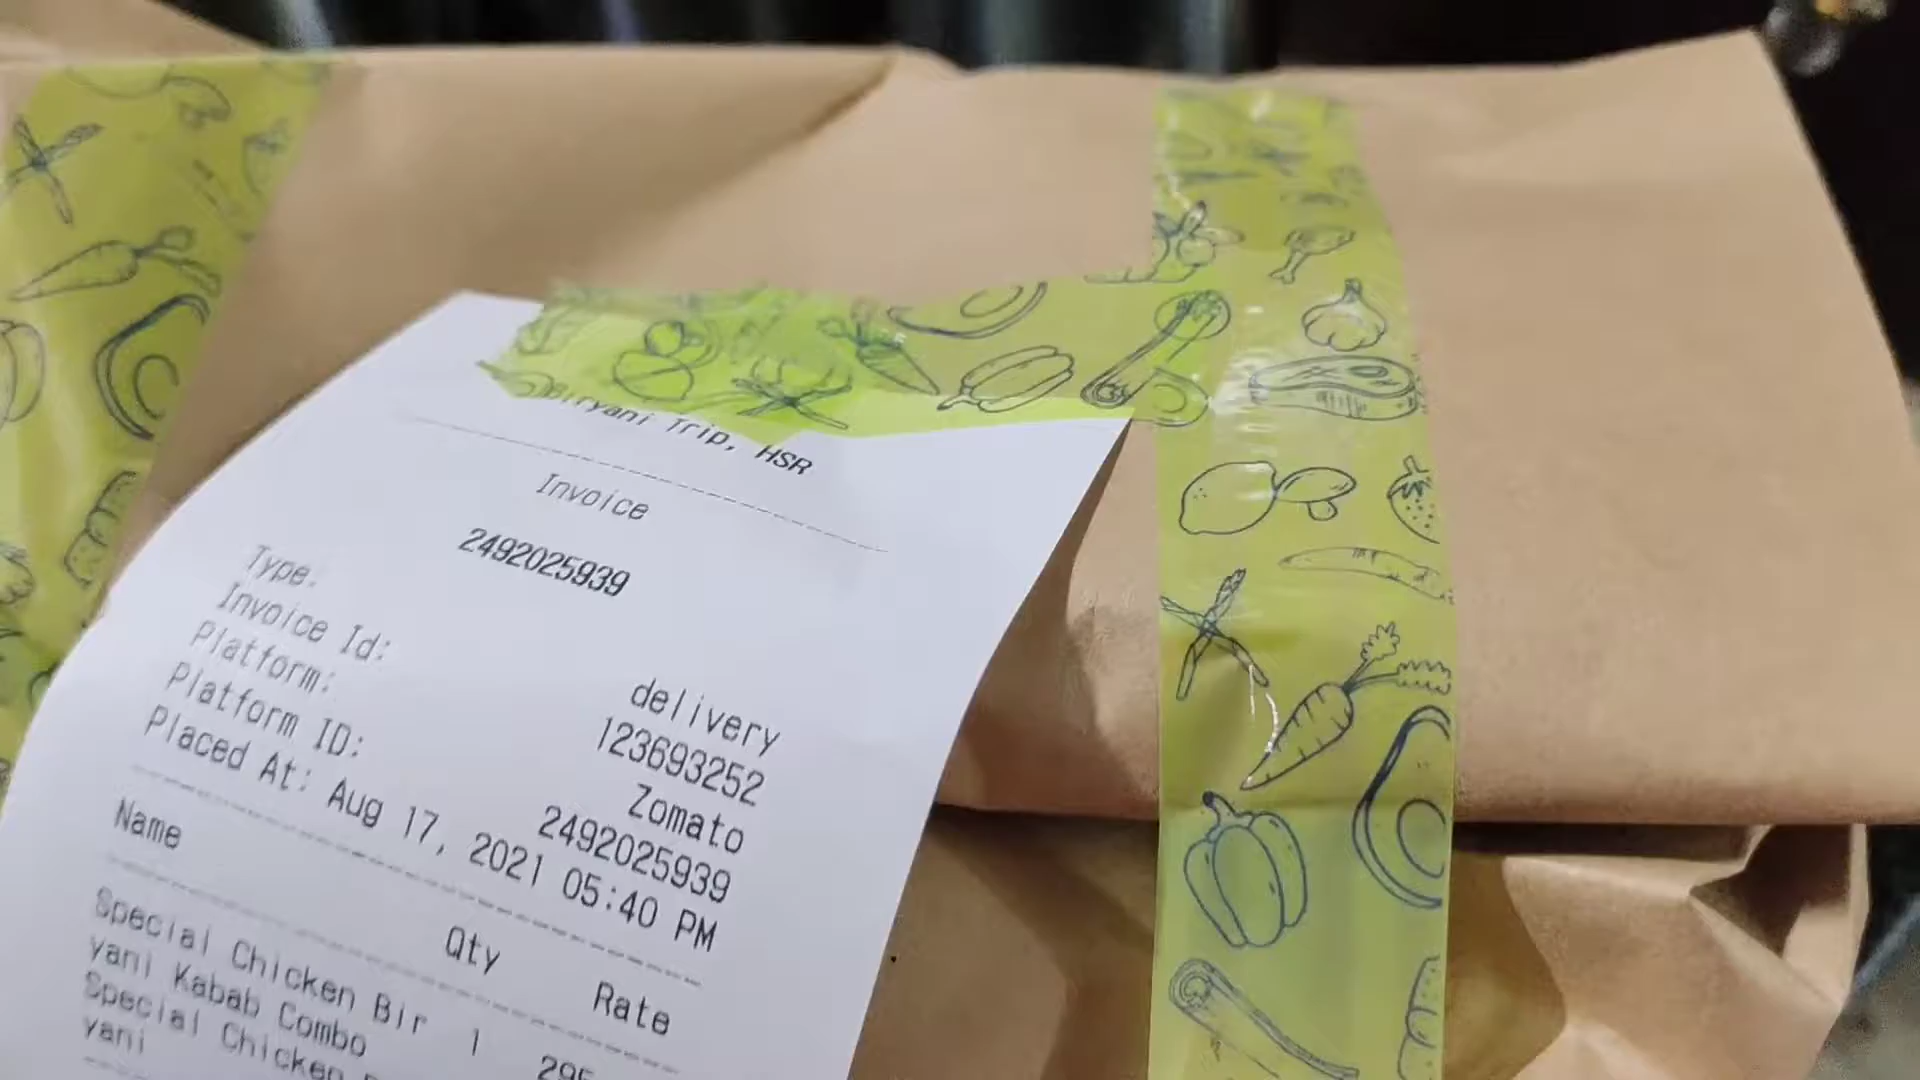 Biryani Trip, HSR
Invoice
2492025939
Type: delivery
Invoice Id: 123693252
Platform: Zomato
Platform ID: 2492025939
Placed At: Aug 17, 2021 05:40 PM
Name Qty Rate
Special Chicken Bir 1
yani Kabab Combo
Special Chicken
yani